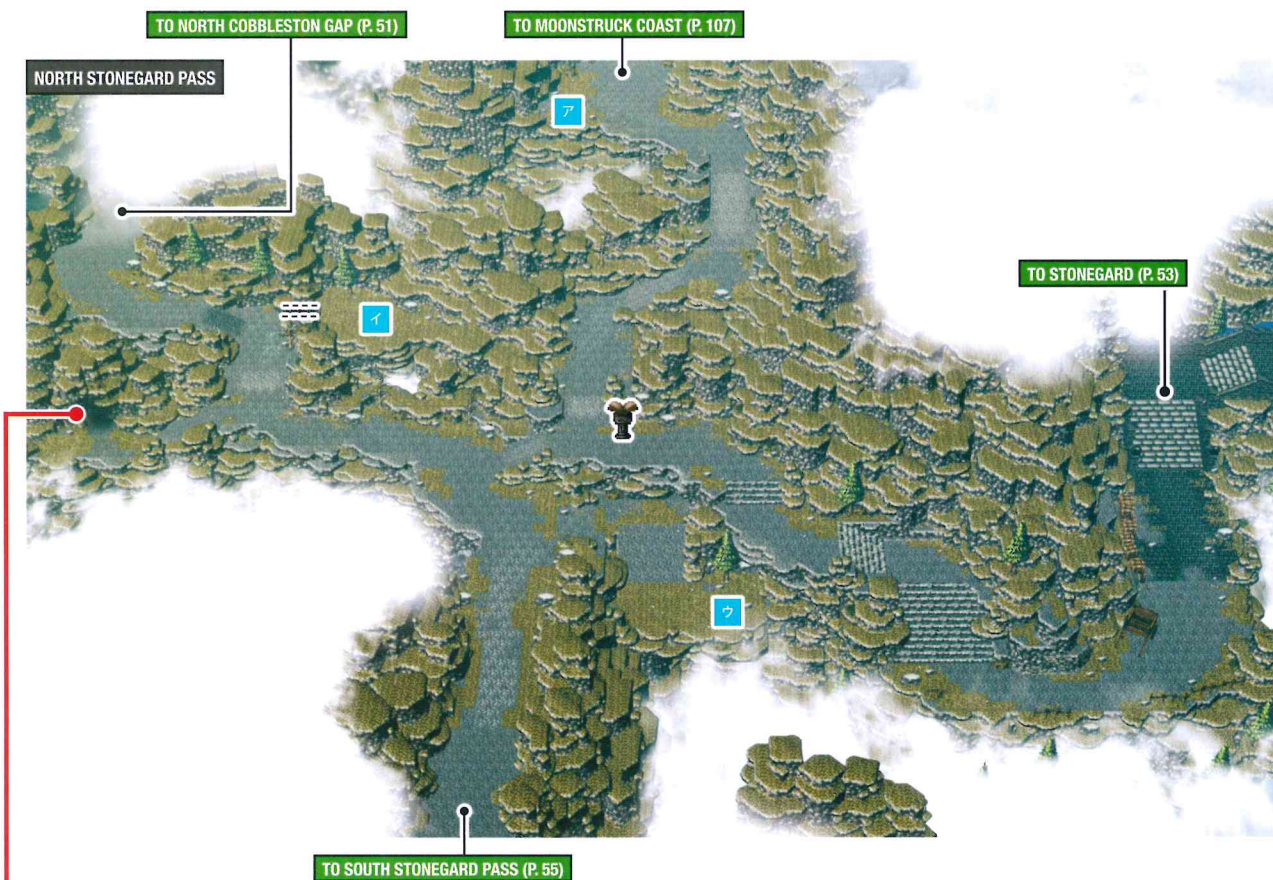 TO NORTH COBBLESTON GAP (P. 51)
TO MOONSTRUCK COAST (P. 107)
NORTH STONEGARD PASS
ア
TO STONEGARD (P. 53)
イ
ウ
TO SOUTH STONEGARD PASS (P. 55)